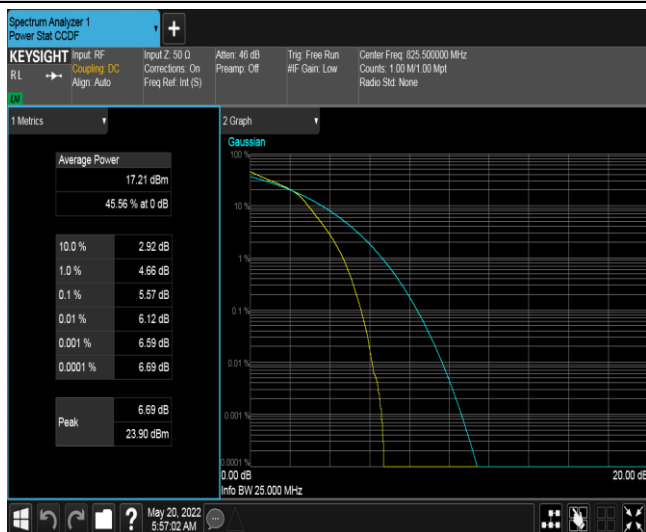 Spectrum Analyzer 1
Power Stat CCDF
+
KEYSIGHT
RL
Input: RF
Coupling: DC
Align: Auto
Input Z: 50 Ω
Corrections: On
Freq Ref: Int (S)
Atten: 46 dB
Preamp: Off
Trig: Free Run
#IF Gain: Low
Center Freq: 825.500000 MHz
Counts: 1.00 M/1.00 Mpt
Radio Std: None
1 Metrics
Average Power
17.21 dBm
45.56 % at 0 dB
10.0 % 2.92 dB
1.0 % 4.66 dB
0.1 % 5.57 dB
0.01 % 6.12 dB
0.001 % 6.59 dB
0.0001 % 6.69 dB
Peak
6.69 dB
23.90 dBm
2 Graph
Gaussian
100 %
10 %
1 %
0.1 %
0.01 %
0.001 %
0.0001 %
0.00 dB
20.00 dB
Info BW 25.000 MHz
?
May 20, 2022
5:57:02 AM